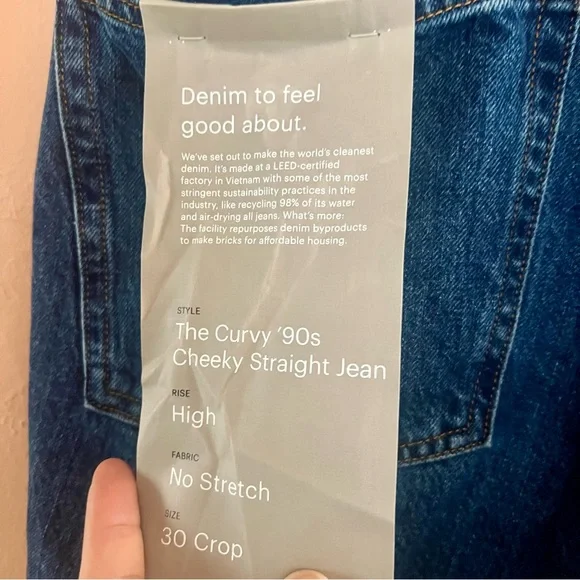 Denim to feel
good about.
We've set out to make the world's cleanest
denim. It's made at a LEED-certified
factory in Vietnam with some of the most
stringent sustainability practices in the
industry, like recycling 98% of its water
and air-drying all jeans. What's more:
The facility repurposes denim byproducts
to make bricks for affordable housing.
STYLE
The Curvy '90s
Cheeky Straight Jean
RISE
High
FABRIC
No Stretch
SIZE
30 Crop